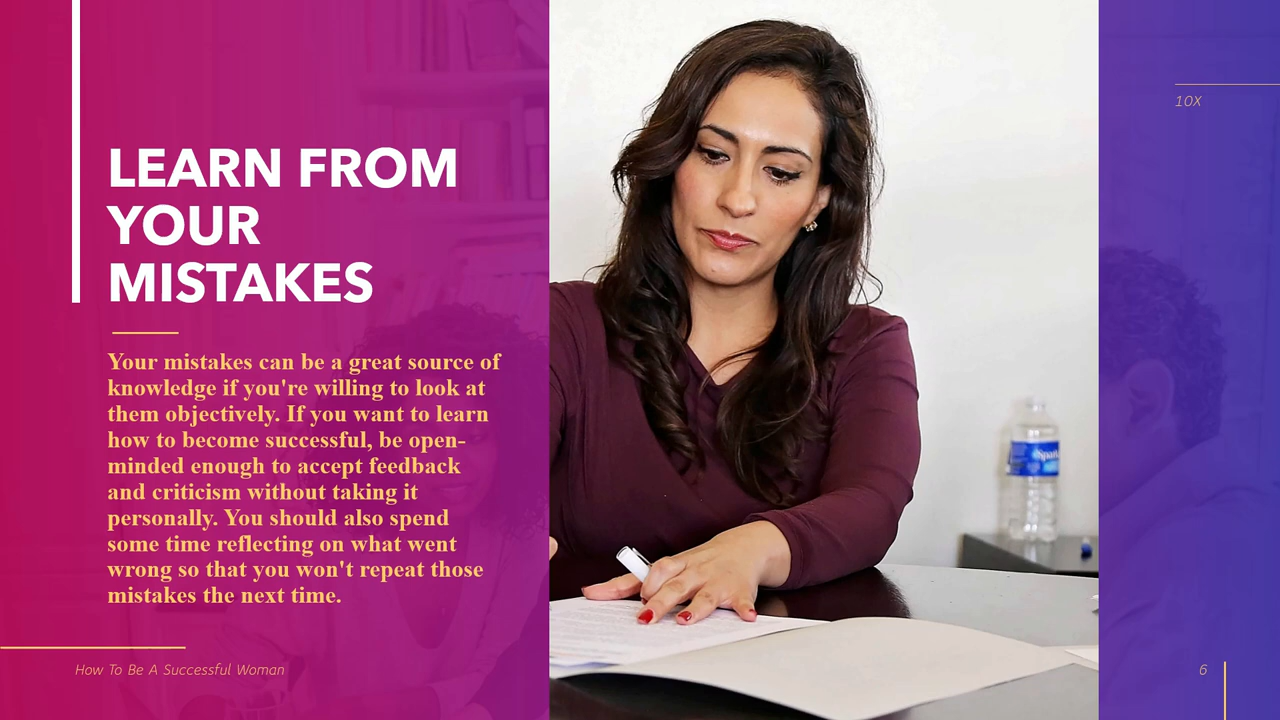 10X
LEARN FROM
YOUR
MISTAKES
Your mistakes can be a great source of
knowledge if you're willing to look at
them objectively. If you want to learn
how to become successful, be open-
minded enough to accept feedback
and criticism without taking it
personally. You should also spend
some time reflecting on what went
wrong so that you won't repeat those
mistakes the next time.
How To Be A Successful Woman
6